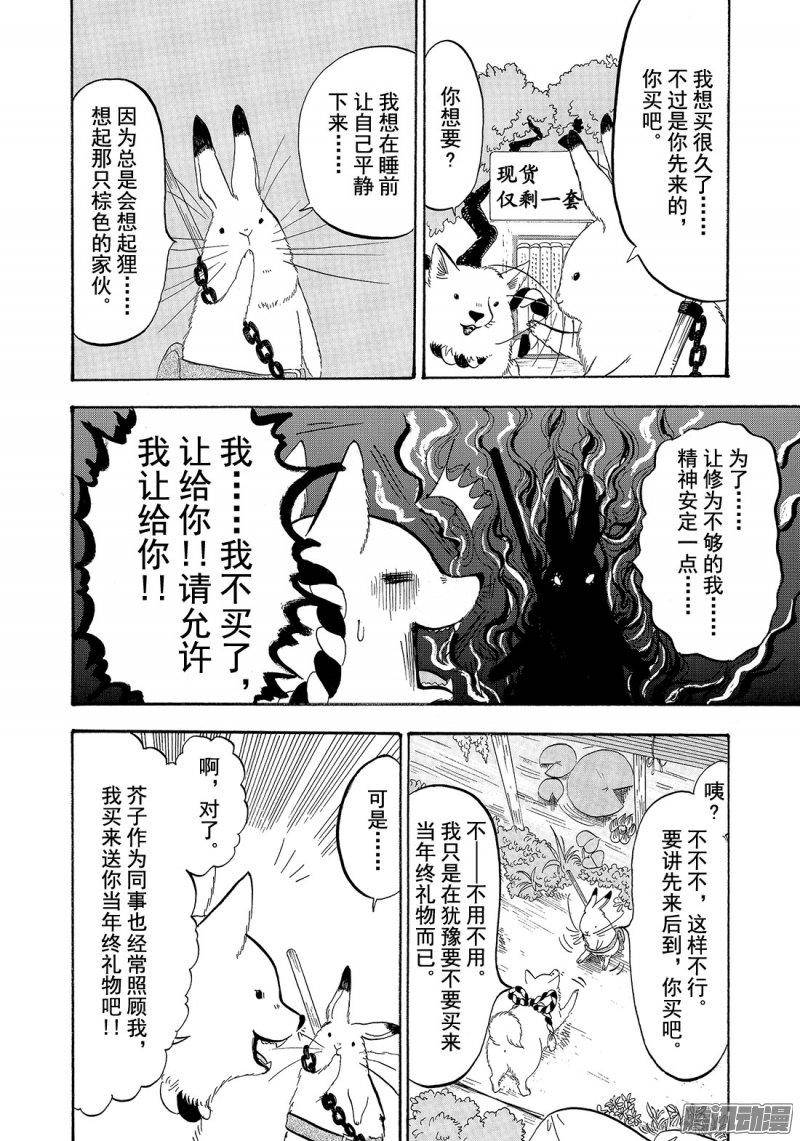 我想买很久了……
不过是你先来的，
你买吧。
现货
仅剩一套
你想要？
我想在睡前
让自己平静
下来……
因为总是会想起狸……
想起那只棕色的家伙。
为了……
让修为不够的我……
精神安定一点……
我……我不买了，
让给你!!请允许
我让给你!!
咦？
不不不，这样不行。
要讲先来后到，你买吧。
不——不用不用。
我只是在犹豫要不要买来
当年终礼物而已。
可是……
啊，对了。
芥子作为同事也经常照顾我，
我买来送你当年终礼物吧!!
腾讯动漫